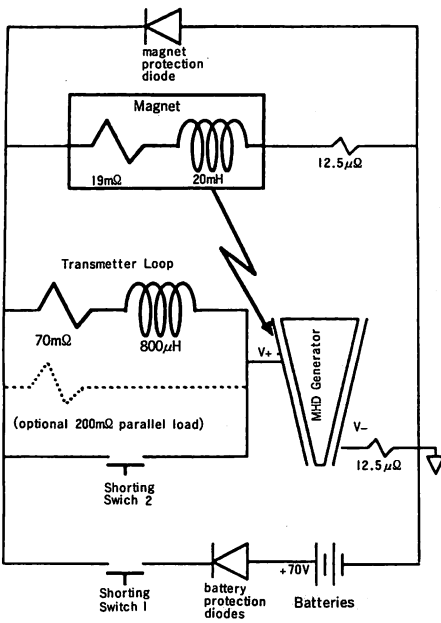 magnet
protection
diode
Magnet
19mΩ
20mH
12.5μΩ
Transmetter Loop
70mΩ
800μH
V+
MHD Generator
(optional 200mΩ parallel load)
V–
12.5μΩ
Shorting
Swich 2
+70V
Shorting
Switch 1
battery
protection
diodes
Batteries